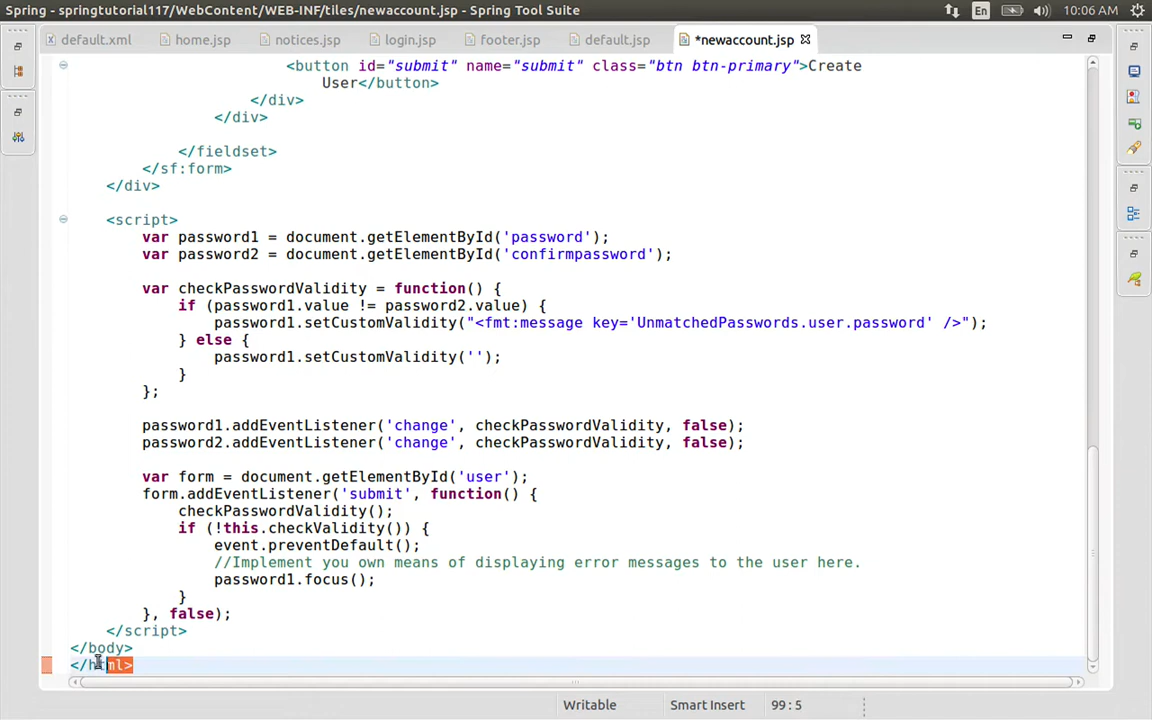 Spring - springtutorial117/WebContent/WEB-INF/tiles/newaccount.jsp - Spring Tool Suite
En
10:06 AM
default.xml
home.jsp
notices.jsp
login.jsp
footer.jsp
default.jsp
*newaccount.jsp
<button id="submit" name="submit" class="btn btn-primary">Create
User</button>
</div>
</div>
</fieldset>
</sf:form>
</div>
<script>
var password1 = document.getElementById('password');
var password2 = document.getElementById('confirmpassword');
var checkPasswordValidity = function() {
if (password1.value != password2.value) {
password1.setCustomValidity("<fmt:message key='UnmatchedPasswords.user.password' />");
} else {
password1.setCustomValidity('');
}
};
password1.addEventListener('change', checkPasswordValidity, false);
password2.addEventListener('change', checkPasswordValidity, false);
var form = document.getElementById('user');
form.addEventListener('submit', function() {
checkPasswordValidity();
if (!this.checkValidity()) {
event.preventDefault();
//Implement you own means of displaying error messages to the user here.
password1.focus();
}
}, false);
</script>
</body>
</html>
Writable
Smart Insert
99 : 5